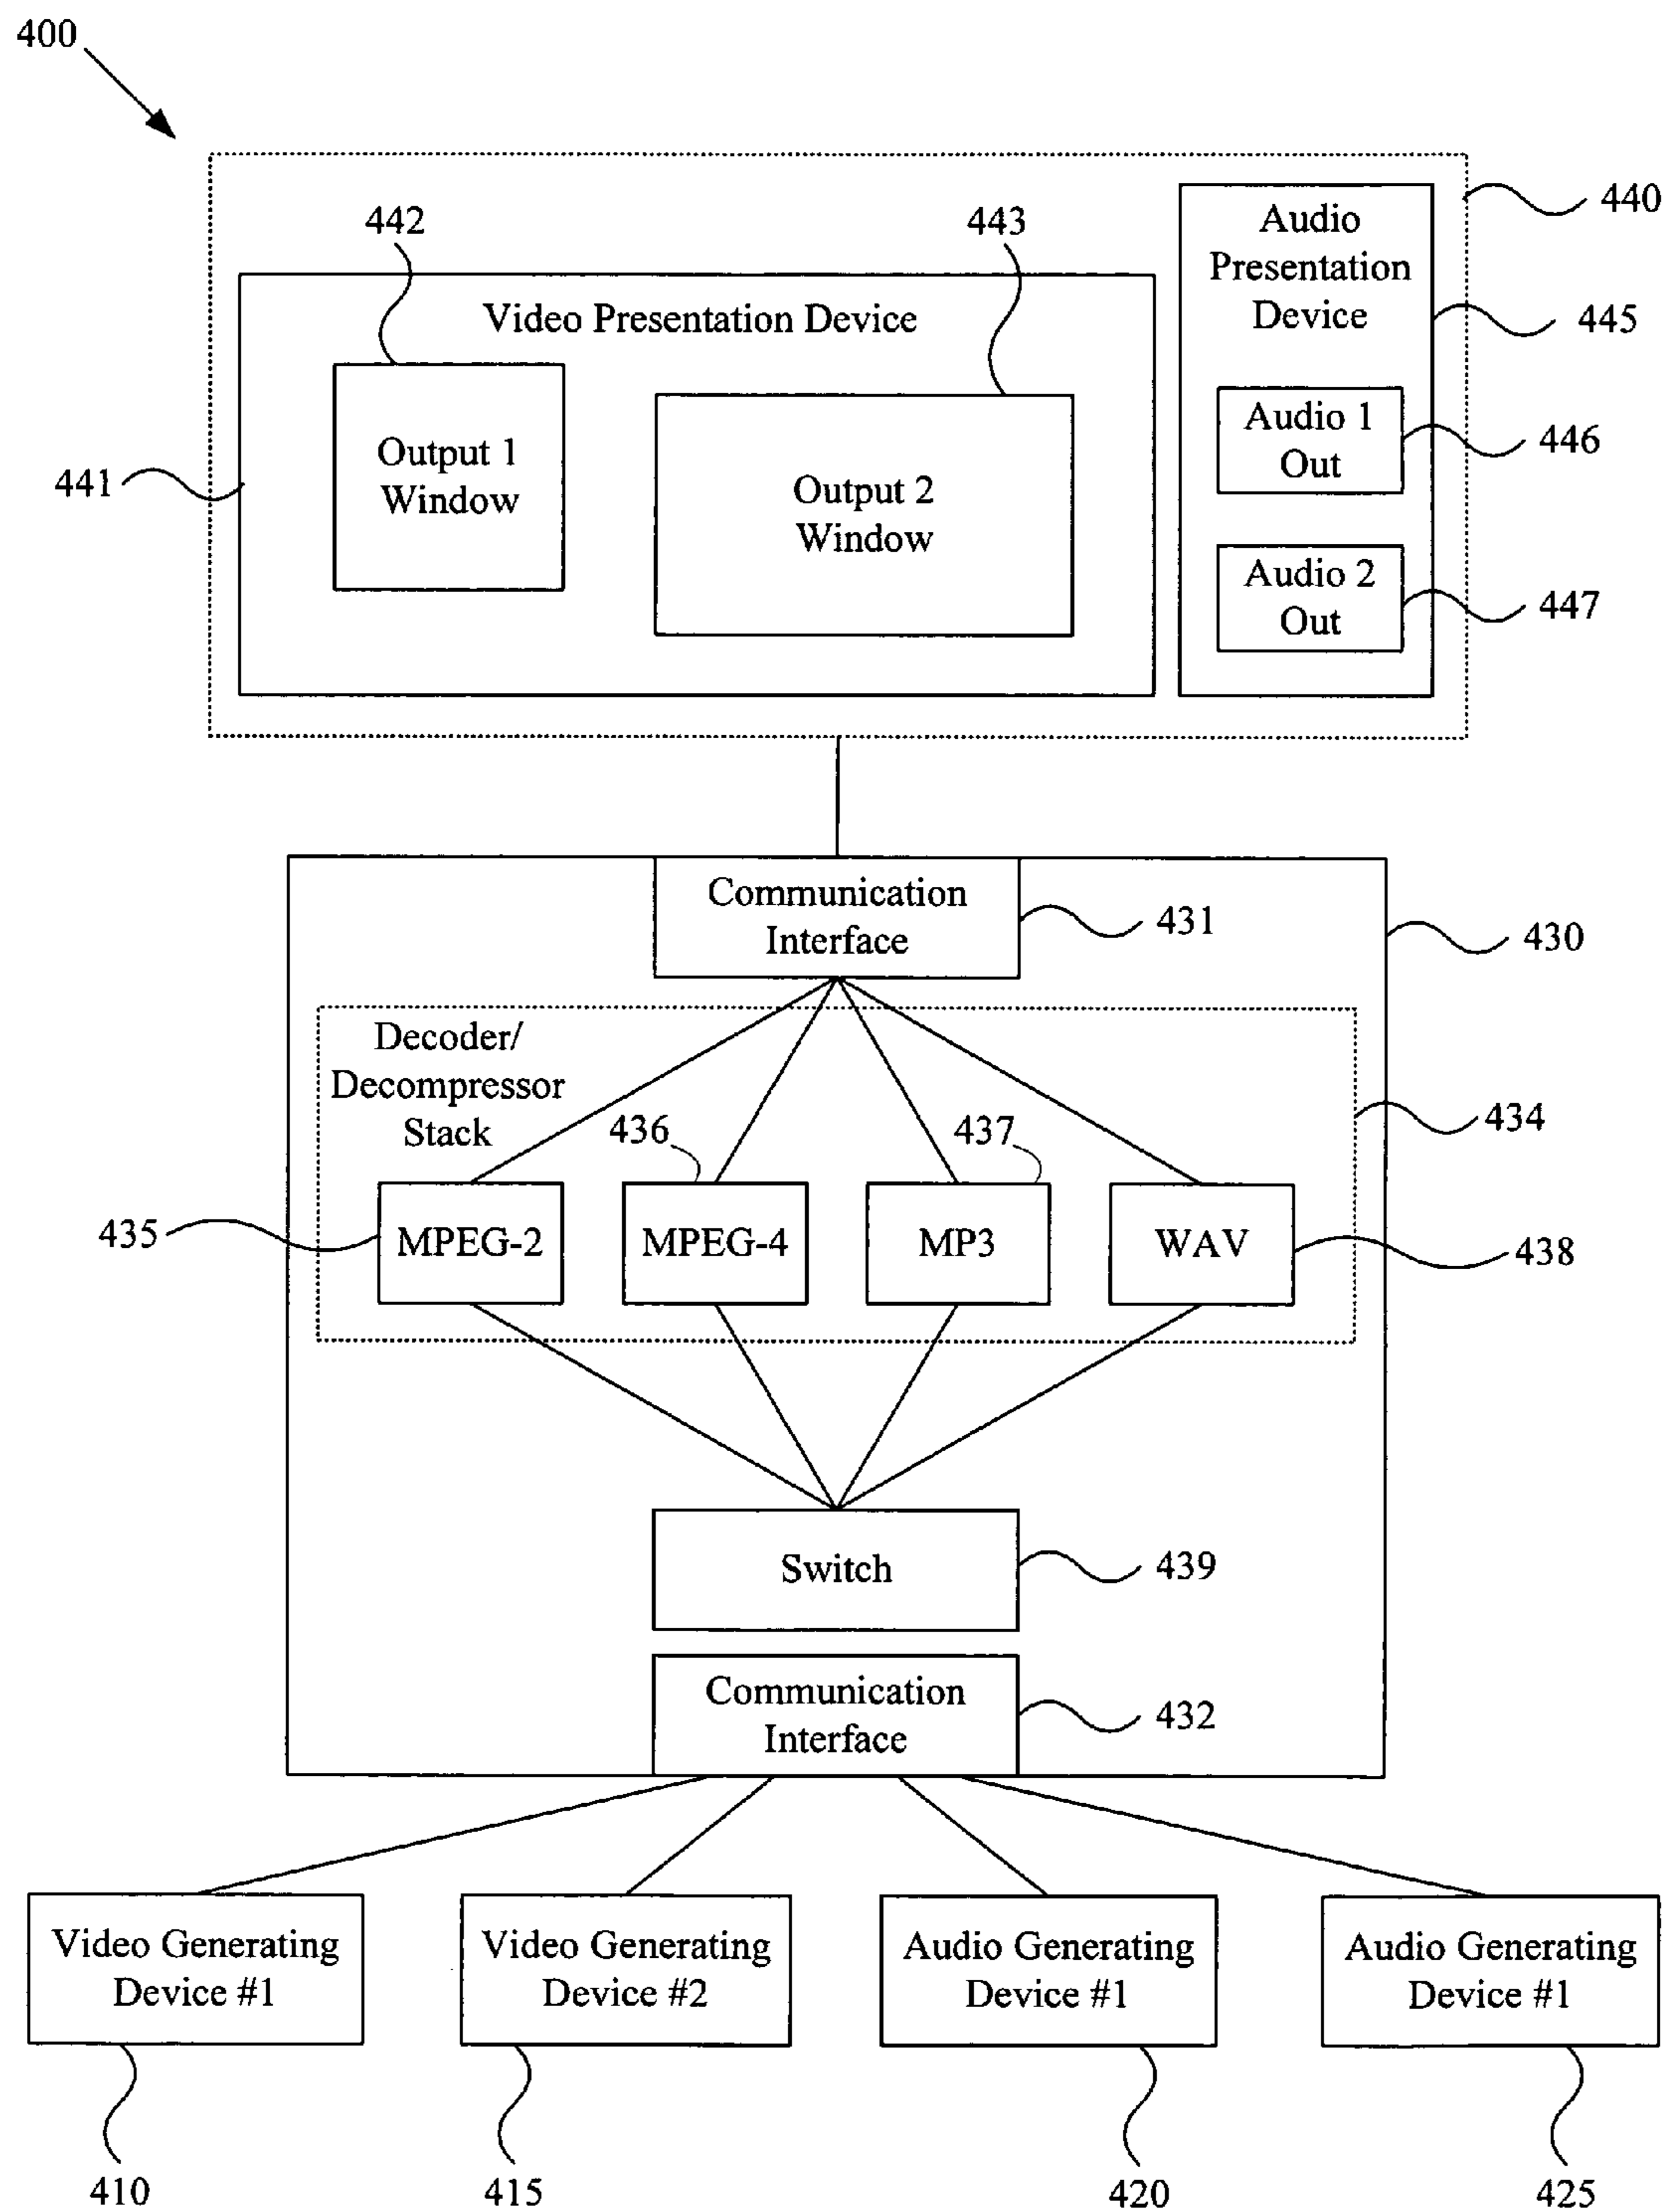 400
440
442
443
Audio
Presentation
Device
445
Video Presentation Device
441
Output 1
Window
Output 2
Window
Audio 1
Out
446
Audio 2
Out
447
Communication
Interface
431
430
Decoder/
Decompressor
Stack
434
436
437
435
MPEG-2
MPEG-4
MP3
WAV
438
Switch
439
Communication
Interface
432
Video Generating
Device #1
Video Generating
Device #2
Audio Generating
Device #1
Audio Generating
Device #1
410
415
420
425